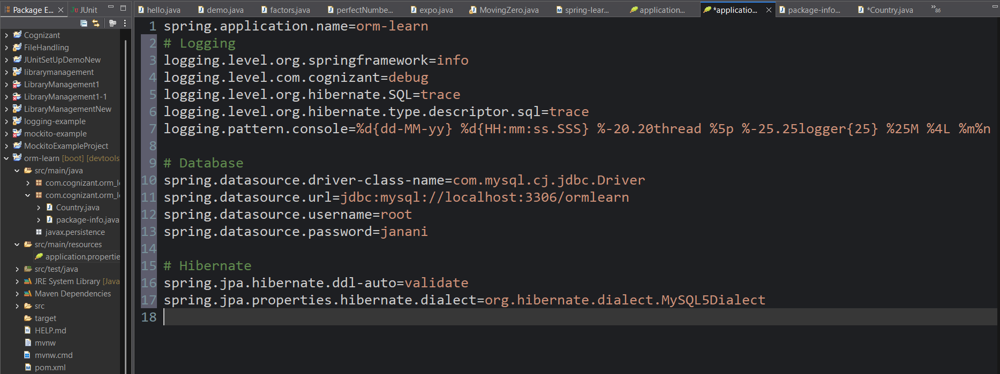 Package E...
JUnit
hello.java
demo.java
factors.java
perfectNumbe...
expo.java
MovingZero.java
spring-lear...
application...
*applicatio...
package-info...
*Country.java
»86
Cognizant
FileHandling
JUnitSetUpDemoNew
librarymanagement
LibraryManagement1
LibraryManagement1-1
LibraryManagementNew
logging-example
mockito-example
MockitoExampleProject
orm-learn [boot] [devtools
src/main/java
com.cognizant.orm_l
com.cognizant.orm_l
Country.java
package-info.java
javax.persistence
src/main/resources
application.propertie
src/test/java
JRE System Library [Java
Maven Dependencies
src
target
HELP.md
mvnw
mvnw.cmd
pom.xml
1 spring.application.name=orm-learn
2 # Logging
3 logging.level.org.springframework=info
4 logging.level.com.cognizant=debug
5 logging.level.org.hibernate.SQL=trace
6 logging.level.org.hibernate.type.descriptor.sql=trace
7 logging.pattern.console=%d{dd-MM-yy} %d{HH:mm:ss.SSS} %-20.20thread %5p %-25.25logger{25} %25M %4L %m%n
8
9 # Database
10 spring.datasource.driver-class-name=com.mysql.cj.jdbc.Driver
11 spring.datasource.url=jdbc:mysql://localhost:3306/ormlearn
12 spring.datasource.username=root
13 spring.datasource.password=janani
14
15 # Hibernate
16 spring.jpa.hibernate.ddl-auto=validate
17 spring.jpa.properties.hibernate.dialect=org.hibernate.dialect.MySQL5Dialect
18